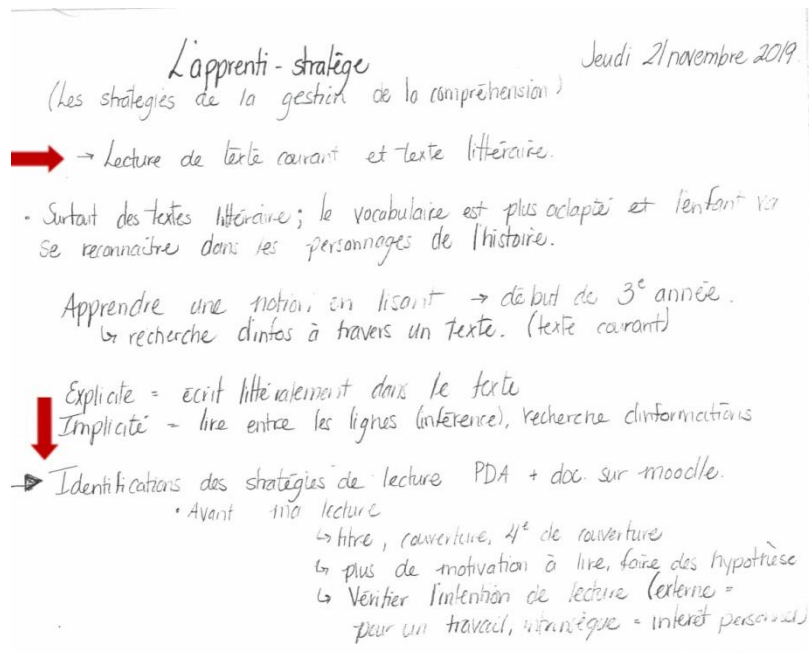 L'apprenti-stratège Jeudi 21 novembre 2019.
(Les stratégies de la gestion de la compréhension)
→ Lecture de texte courant et texte littéraire.
• Surtout des textes littéraire; le vocabulaire est plus adapté et l'enfant va
se reconnaître dans les personnages de l'histoire.
Apprendre une notion en lisant → début de 3e année.
↳ recherche d'infos à travers un texte. (texte courant)
Explicite = écrit littéralement dans le texte
Implicite = lire entre les lignes (inférence), recherche d'informations
Identifications des stratégies de lecture PDA + doc. sur moodle.
• Avant ma lecture
↳ titre, couverture, 4e de couverture
↳ plus de motivation à lire, faire des hypothèse
↳ Vérifier l'intention de lecture (externe =
pour un travail, intrinsèque = intérêt personnel)